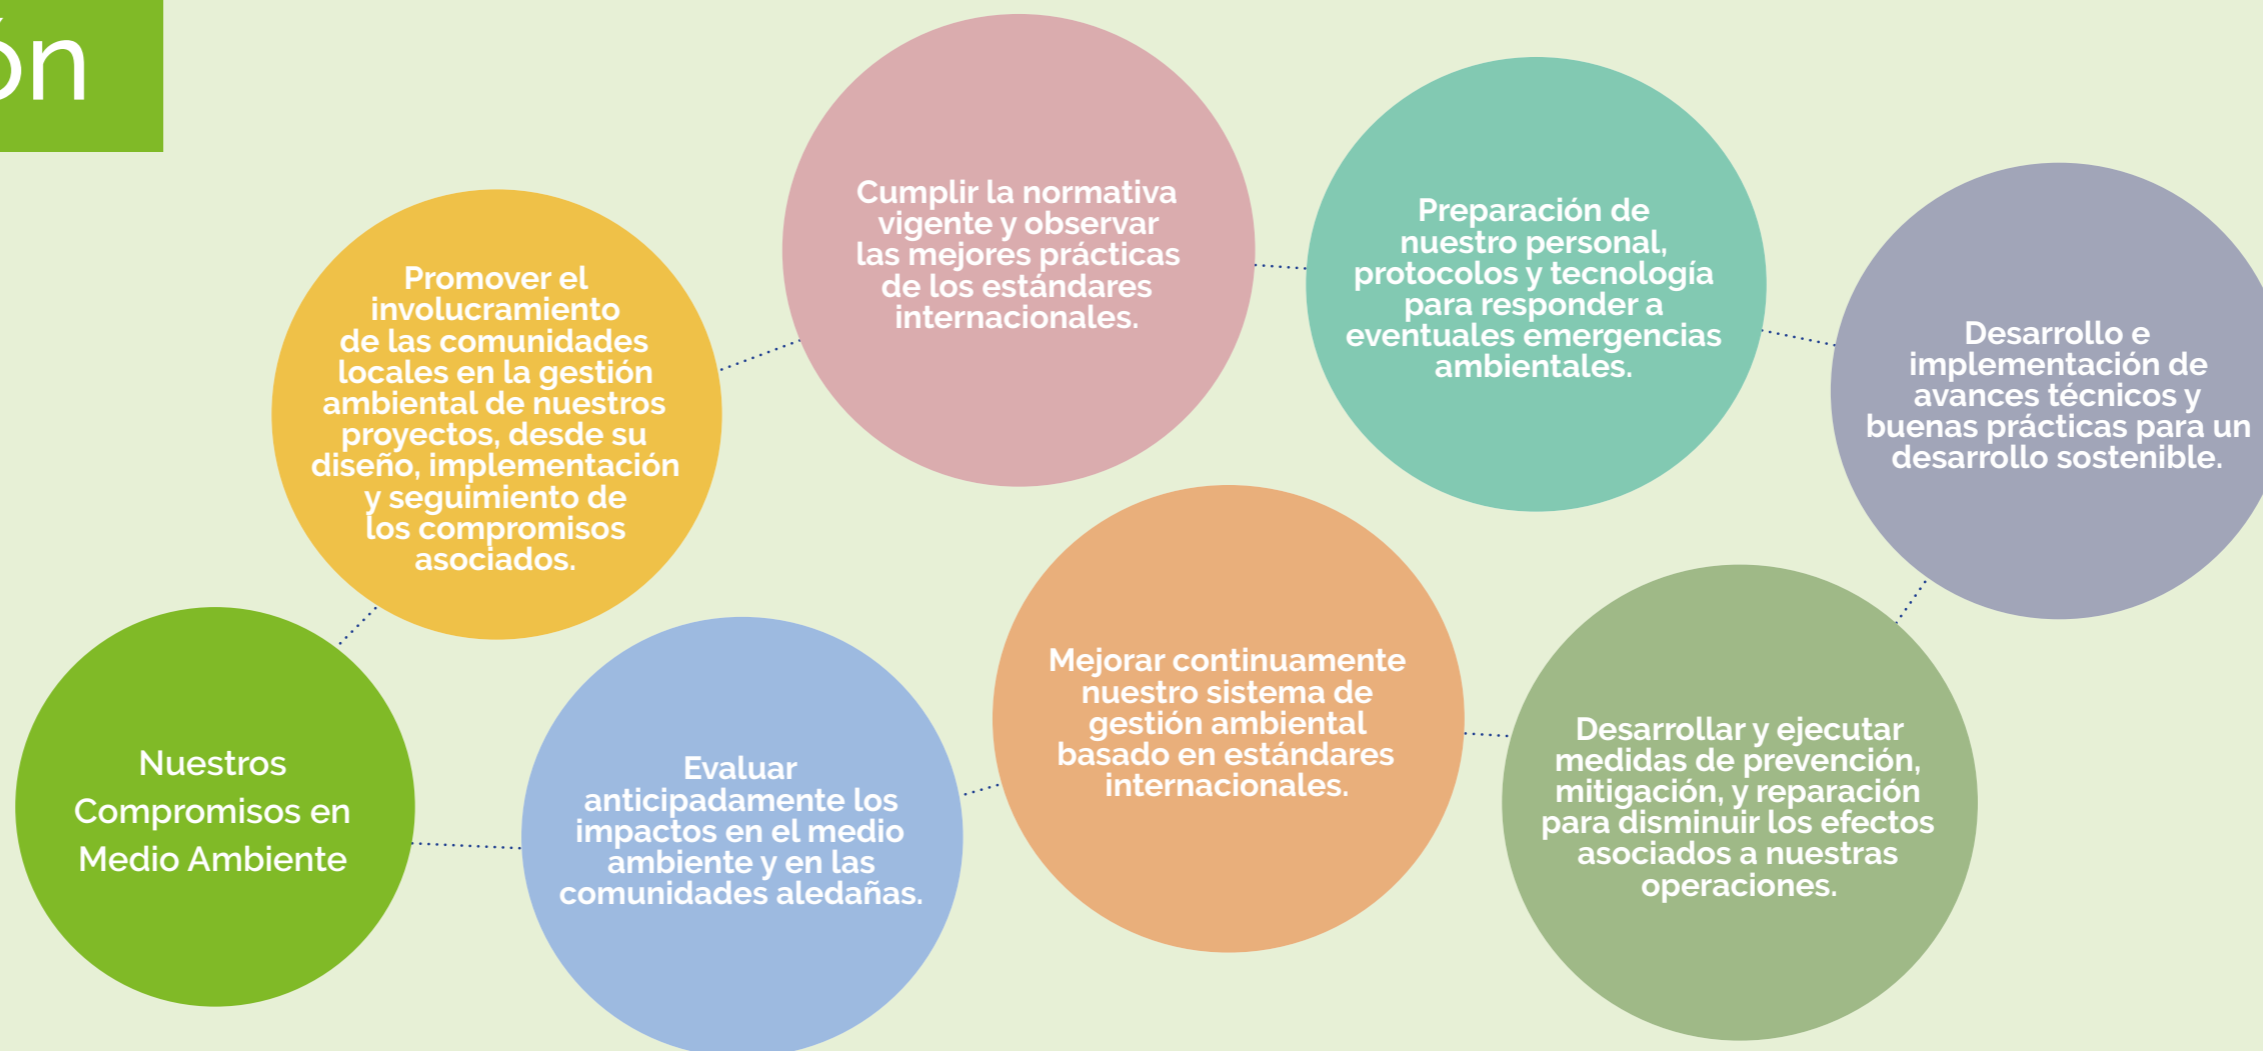 ón
Cumplir la normativa
vigente y observar
las mejores prácticas
de los estándares
internacionales.
Preparación de
nuestro personal,
protocolos y tecnología
para responder a
eventuales emergencias
ambientales.
Promover el
involucramiento
de las comunidades
locales en la gestión
ambiental de nuestros
proyectos, desde su
diseño, implementación
y seguimiento de
los compromisos
asociados.
Desarrollo e
implementación de
avances técnicos y
buenas prácticas para un
desarrollo sostenible.
Nuestros
Compromisos en
Medio Ambiente
Evaluar
anticipadamente los
impactos en el medio
ambiente y en las
comunidades aledañas.
Mejorar continuamente
nuestro sistema de
gestión ambiental
basado en estándares
internacionales.
Desarrollar y ejecutar
medidas de prevención,
mitigación, y reparación
para disminuir los efectos
asociados a nuestras
operaciones.